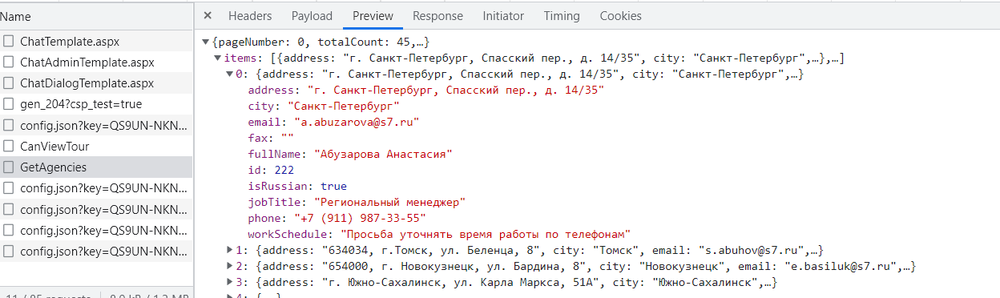 Name
ChatTemplate.aspx
ChatAdminTemplate.aspx
ChatDialogTemplate.aspx
gen_204?csp_test=true
config.json?key=QS9UN-NKN...
CanViewTour
GetAgencies
config.json?key=QS9UN-NKN...
config.json?key=QS9UN-NKN...
config.json?key=QS9UN-NKN...
config.json?key=QS9UN-NKN...
× Headers Payload Preview Response Initiator Timing Cookies
{pageNumber: 0, totalCount: 45,…}
items: [{address: "г. Санкт-Петербург, Спасский пер., д. 14/35", city: "Санкт-Петербург",…},…]
0: {address: "г. Санкт-Петербург, Спасский пер., д. 14/35", city: "Санкт-Петербург",…}
address: "г. Санкт-Петербург, Спасский пер., д. 14/35"
city: "Санкт-Петербург"
email: "a.abuzarova@s7.ru"
fax: ""
fullName: "Абузарова Анастасия"
id: 222
isRussian: true
jobTitle: "Региональный менеджер"
phone: "+7 (911) 987-33-55"
workSchedule: "Просьба уточнять время работы по телефонам"
1: {address: "634034, г.Томск, ул. Беленца, 8", city: "Томск", email: "s.abuhov@s7.ru",…}
2: {address: "654000, г. Новокузнецк, ул. Бардина, 8", city: "Новокузнецк", email: "e.basiluk@s7.ru",…}
3: {address: "г. Южно-Сахалинск, ул. Карла Маркса, 51А", city: "Южно-Сахалинск",…}